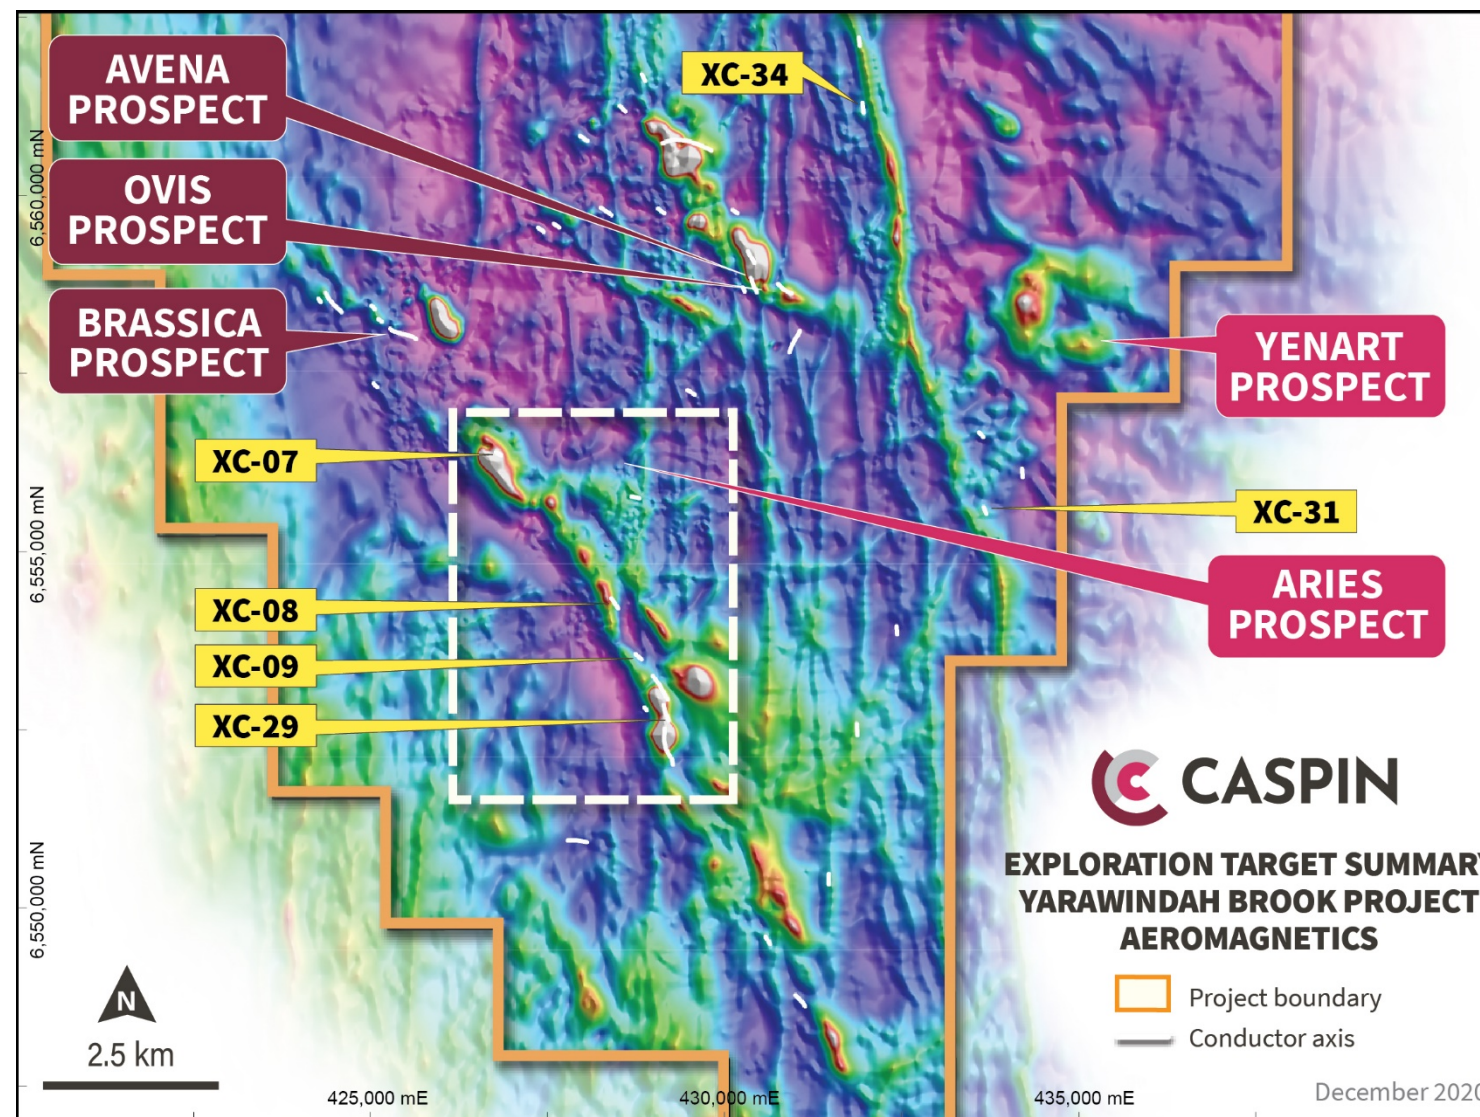 AVENA
PROSPECT
XC-34
OVIS
PROSPECT
BRASSICA
PROSPECT
YENART
PROSPECT
XC-07
XC-31
ARIES
PROSPECT
XC-08
XC-09
XC-29
6,560,000 mN
6,555,000 mN
6,550,000 mN
C CASPIN
EXPLORATION TARGET SUMMARY
YARAWINDAH BROOK PROJECT
AEROMAGNETICS
Project boundary
Conductor axis
N
2.5 km
425,000 mE
430,000 mE
435,000 mE
December 2020